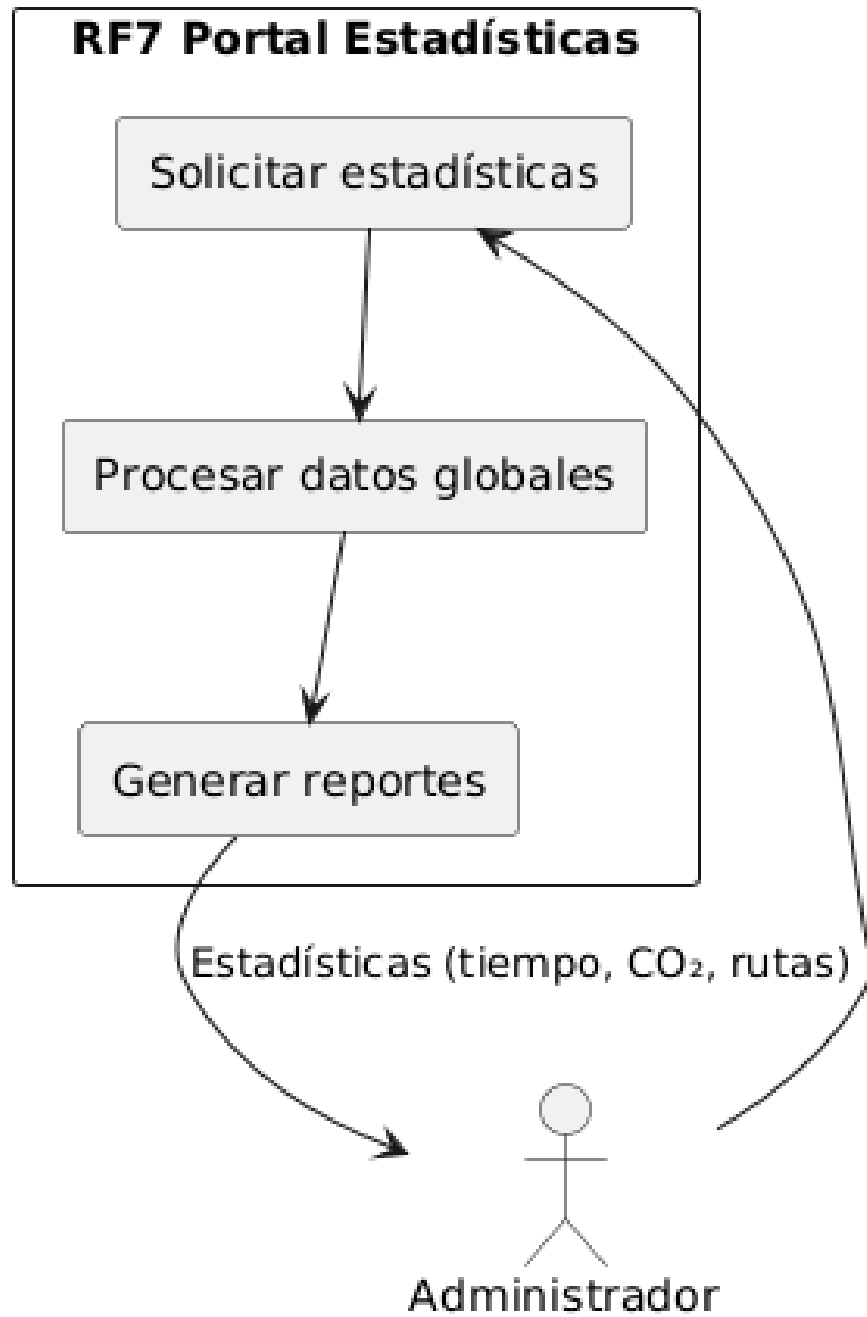 RF7 Portal Estadísticas
Solicitar estadísticas
Procesar datos globales
Generar reportes
Estadísticas (tiempo, CO₂, rutas)
Administrador